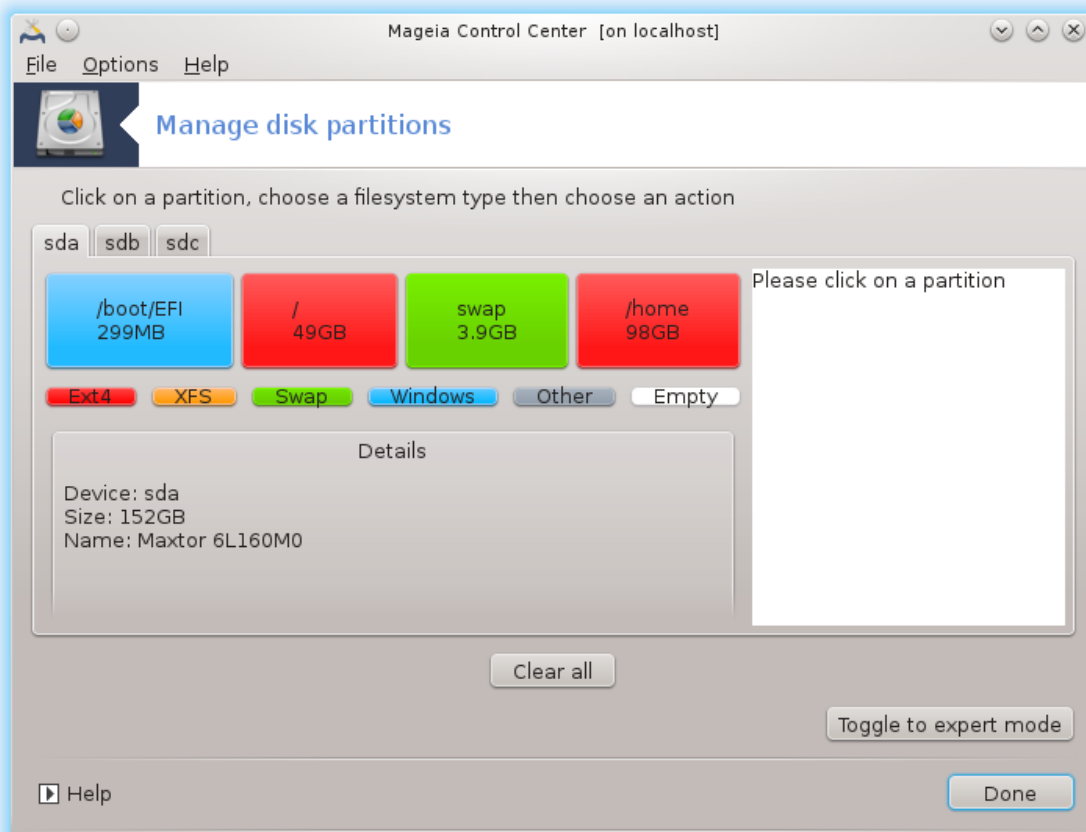 Mageia Control Center [on localhost]
File Options Help
Manage disk partitions
Click on a partition, choose a filesystem type then choose an action
sda sdb sdc
/boot/EFI
299MB
/
49GB
swap
3.9GB
/home
98GB
Please click on a partition
Ext4 XFS Swap Windows Other Empty
Details
Device: sda
Size: 152GB
Name: Maxtor 6L160M0
Clear all
Toggle to expert mode
Help
Done